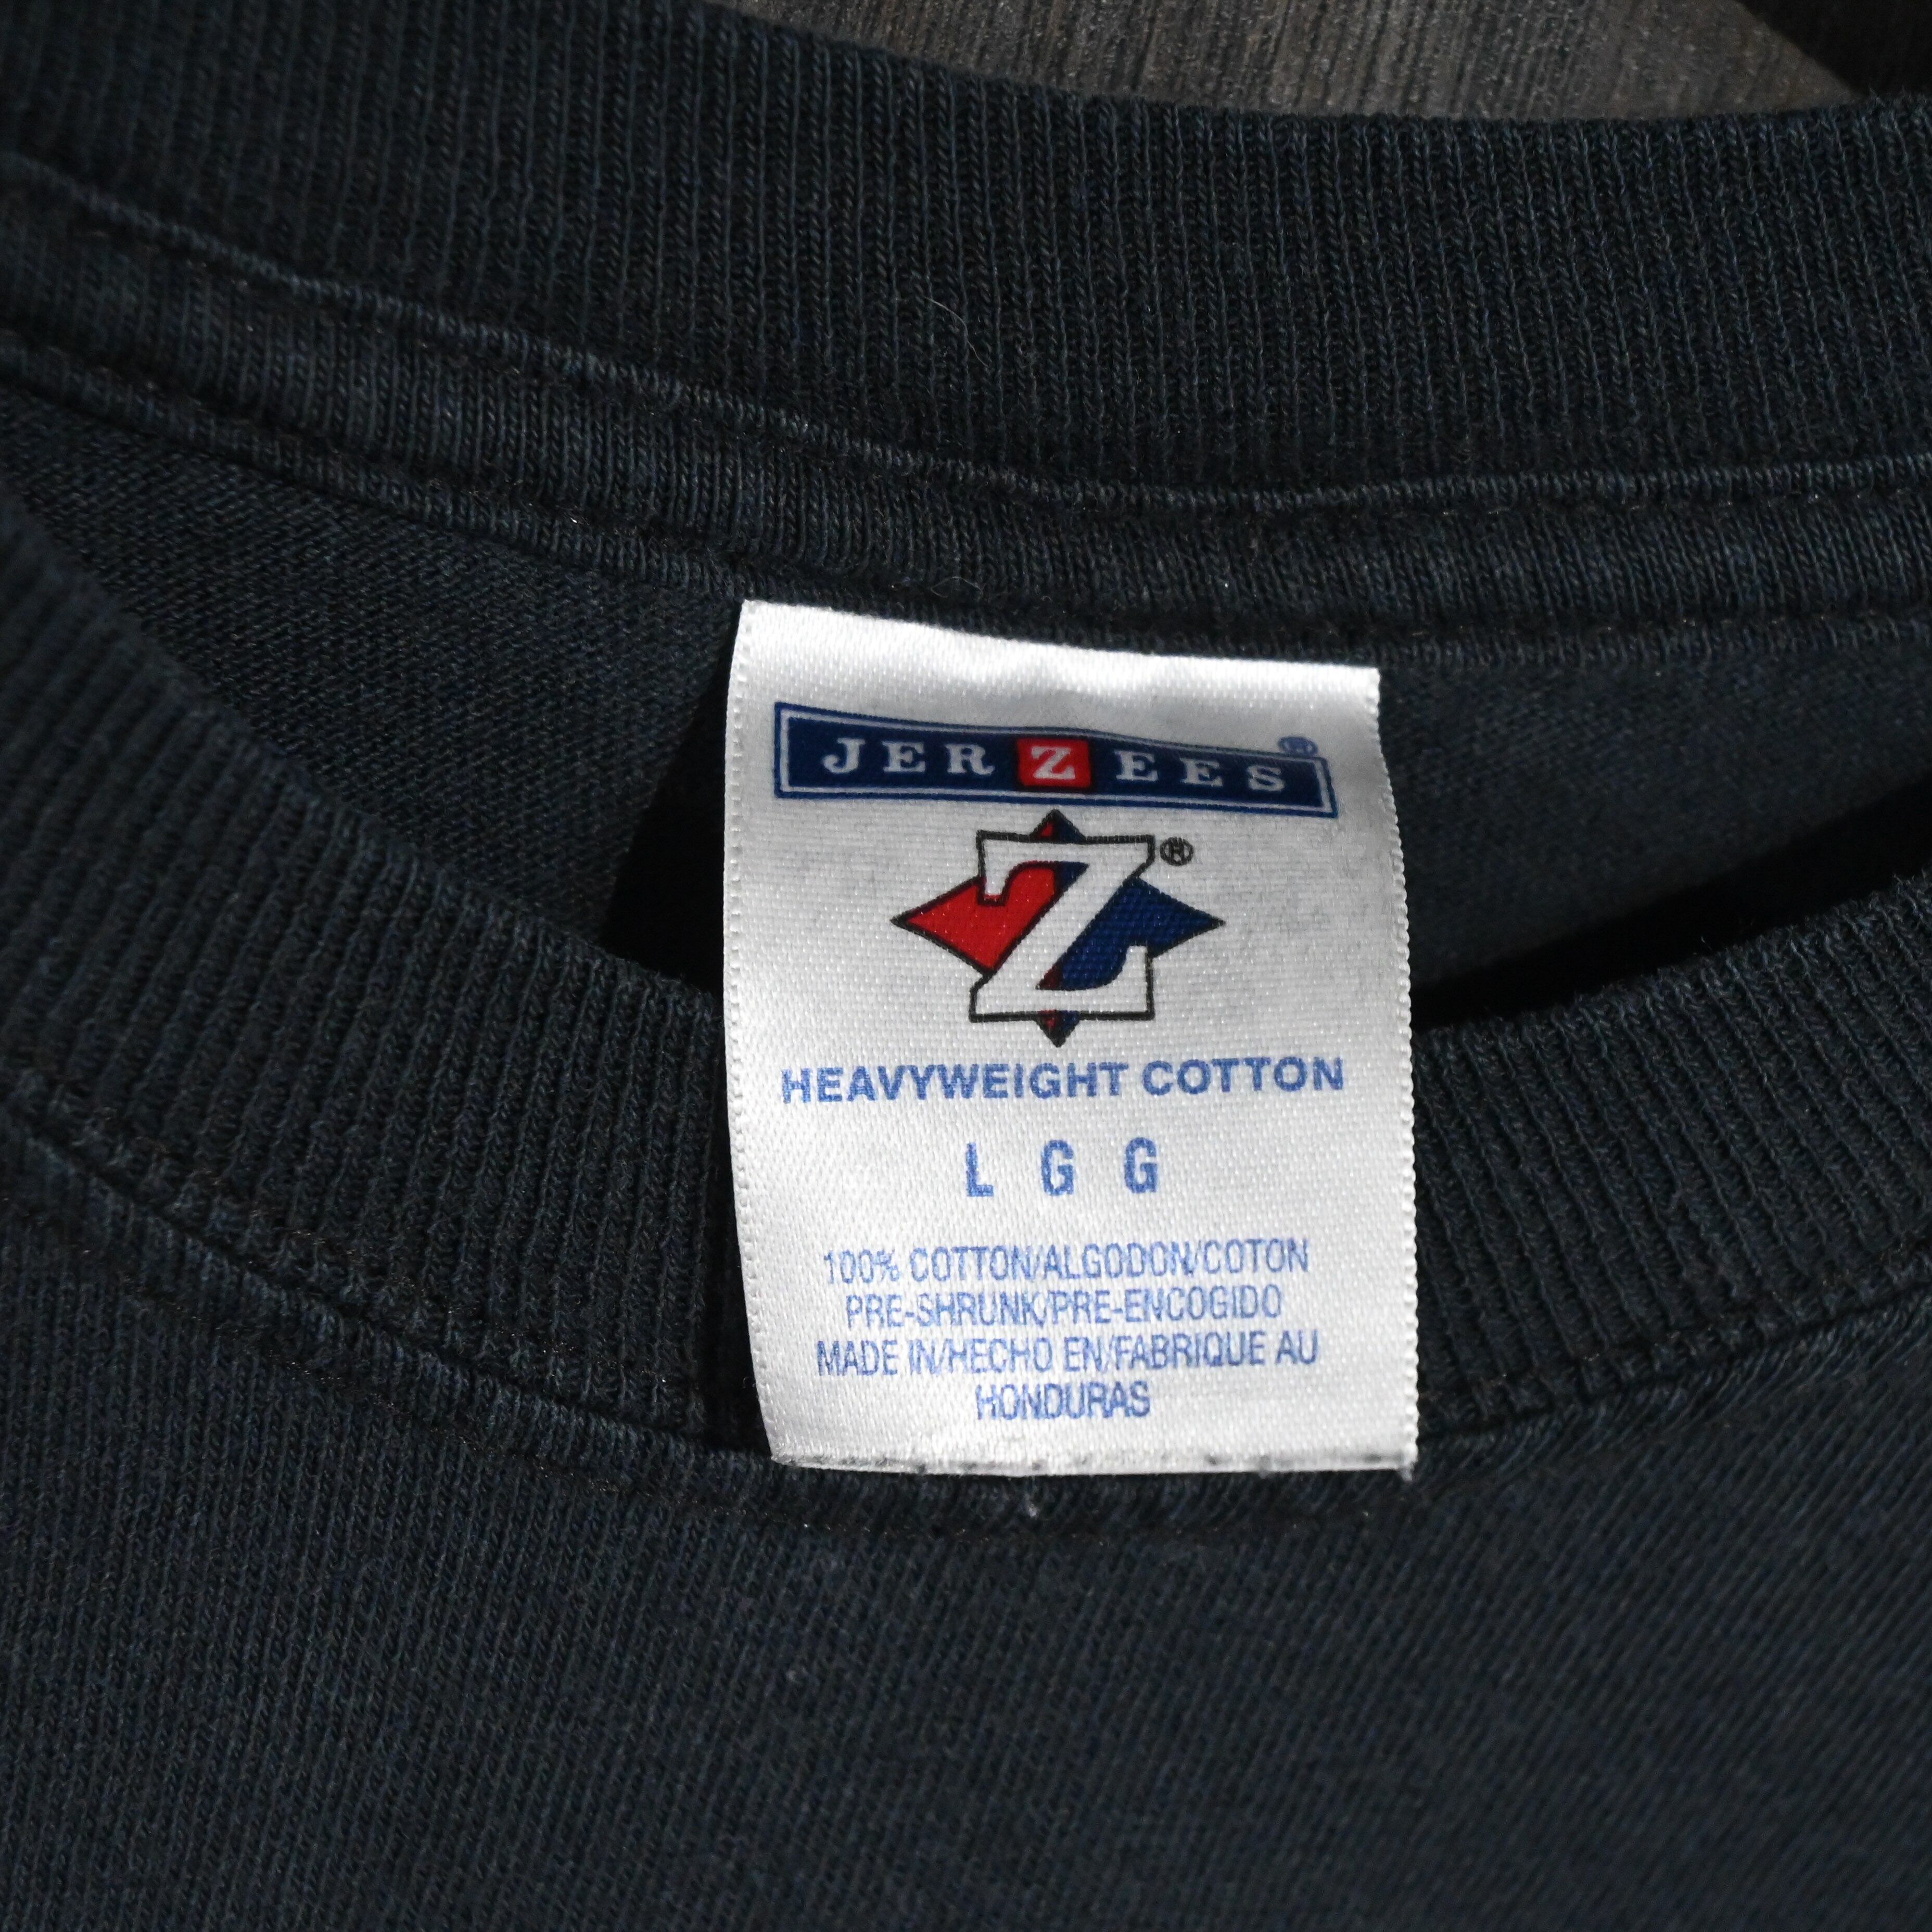 JERZEES®
Z®
HEAVYWEIGHT COTTON
L G G
100% COTTON/ALGODON/COTON
PRE-SHRUNK/PRE-ENCOGIDO
MADE IN/HECHO EN/FABRIQUE AU
HONDURAS